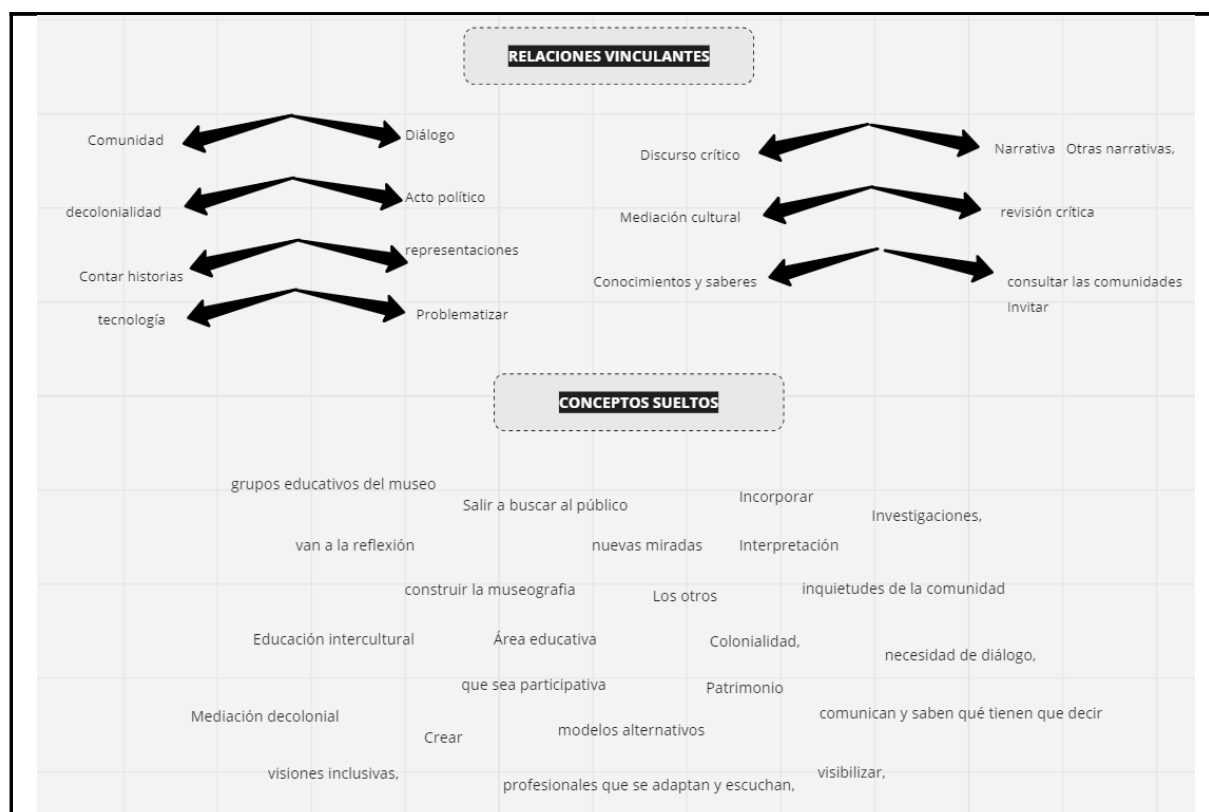 RELACIONES VINCULANTES
Comunidad
Diálogo
decolonialidad
Acto político
Contar historias
representaciones
tecnología
Problematizar
Discurso crítico
Narrativa Otras narrativas,
Mediación cultural
revisión crítica
Conocimientos y saberes
consultar las comunidades
Invitar
CONCEPTOS SUELTOS
grupos educativos del museo
Salir a buscar al público
Incorporar
Investigaciones,
van a la reflexión
nuevas miradas
Interpretación
construir la museografia
Los otros
inquietudes de la comunidad
Educación intercultural
Área educativa
Colonialidad,
necesidad de diálogo,
que sea participativa
Patrimonio
Mediación decolonial
comunican y saben qué tienen que decir
Crear
modelos alternativos
visiones inclusivas,
profesionales que se adaptan y escuchan,
visibilizar,